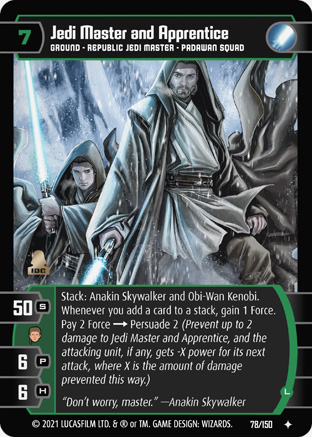 7
Jedi Master and Apprentice
GROUND • REPUBLIC JEDI MASTER • PADAWAN SQUAD
IDC
50 S
6 P
6 H
Stack: Anakin Skywalker and Obi-Wan Kenobi.
Whenever you add a card to a stack, gain 1 Force.
Pay 2 Force → Persuade 2 (Prevent up to 2
damage to Jedi Master and Apprentice, and the
attacking unit, if any, gets -X power for its next
attack, where X is the amount of damage
prevented this way.)
“Don’t worry, master.” —Anakin Skywalker
L
© 2021 LUCASFILM LTD. & ® or TM. GAME DESIGN: WIZARDS.
78/150